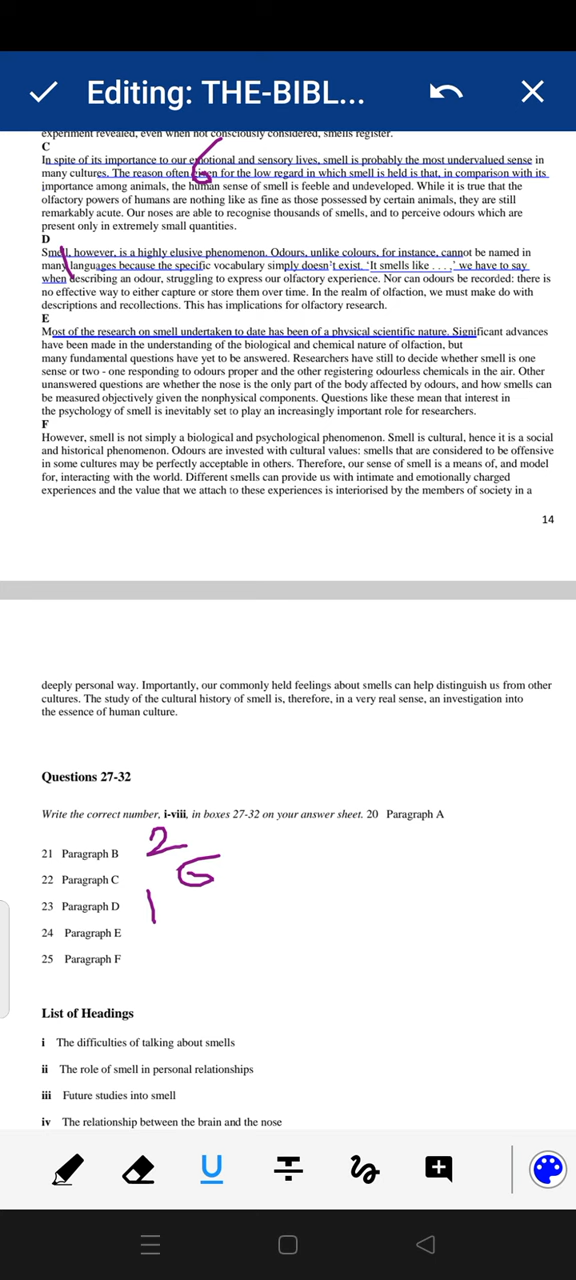 Editing: THE-BIBL...
experiment revealed, even when not consciously considered, smells register.
C
In spite of its importance to our emotional and sensory lives, smell is probably the most undervalued sense in
many cultures. The reason often given for the low regard in which smell is held is that, in comparison with its
importance among animals, the human sense of smell is feeble and undeveloped. While it is true that the
olfactory powers of humans are nothing like as fine as those possessed by certain animals, they are still
remarkably acute. Our noses are able to recognise thousands of smells, and to perceive odours which are
present only in extremely small quantities.
6
D
Smell, however, is a highly elusive phenomenon. Odours, unlike colours, for instance, cannot be named in
many languages because the specific vocabulary simply doesn't exist. 'It smells like . . . ,' we have to say
when describing an odour, struggling to express our olfactory experience. Nor can odours be recorded: there is
no effective way to either capture or store them over time. In the realm of olfaction, we must make do with
descriptions and recollections. This has implications for olfactory research.
E
Most of the research on smell undertaken to date has been of a physical scientific nature. Significant advances
have been made in the understanding of the biological and chemical nature of olfaction, but
many fundamental questions have yet to be answered. Researchers have still to decide whether smell is one
sense or two - one responding to odours proper and the other registering odourless chemicals in the air. Other
unanswered questions are whether the nose is the only part of the body affected by odours, and how smells can
be measured objectively given the nonphysical components. Questions like these mean that interest in
the psychology of smell is inevitably set to play an increasingly important role for researchers.
F
However, smell is not simply a biological and psychological phenomenon. Smell is cultural, hence it is a social
and historical phenomenon. Odours are invested with cultural values: smells that are considered to be offensive
in some cultures may be perfectly acceptable in others. Therefore, our sense of smell is a means of, and model
for, interacting with the world. Different smells can provide us with intimate and emotionally charged
experiences and the value that we attach to these experiences is interiorised by the members of society in a
14
deeply personal way. Importantly, our commonly held feelings about smells can help distinguish us from other
cultures. The study of the cultural history of smell is, therefore, in a very real sense, an investigation into
the essence of human culture.
Questions 27-32
Write the correct number, i-viii, in boxes 27-32 on your answer sheet. 20 Paragraph A
21 Paragraph B 2
22 Paragraph C 6
23 Paragraph D 1
24 Paragraph E
25 Paragraph F
List of Headings
i The difficulties of talking about smells
ii The role of smell in personal relationships
iii Future studies into smell
iv The relationship between the brain and the nose